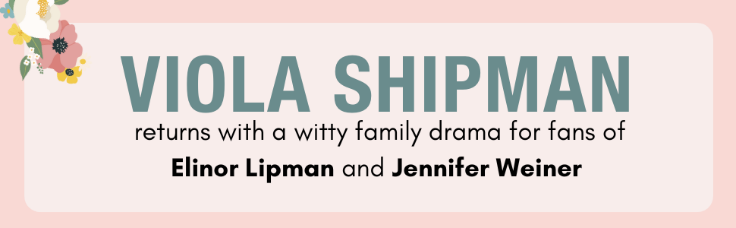 VIOLA SHIPMAN
returns with a witty family drama for fans of
Elinor Lipman and Jennifer Weiner